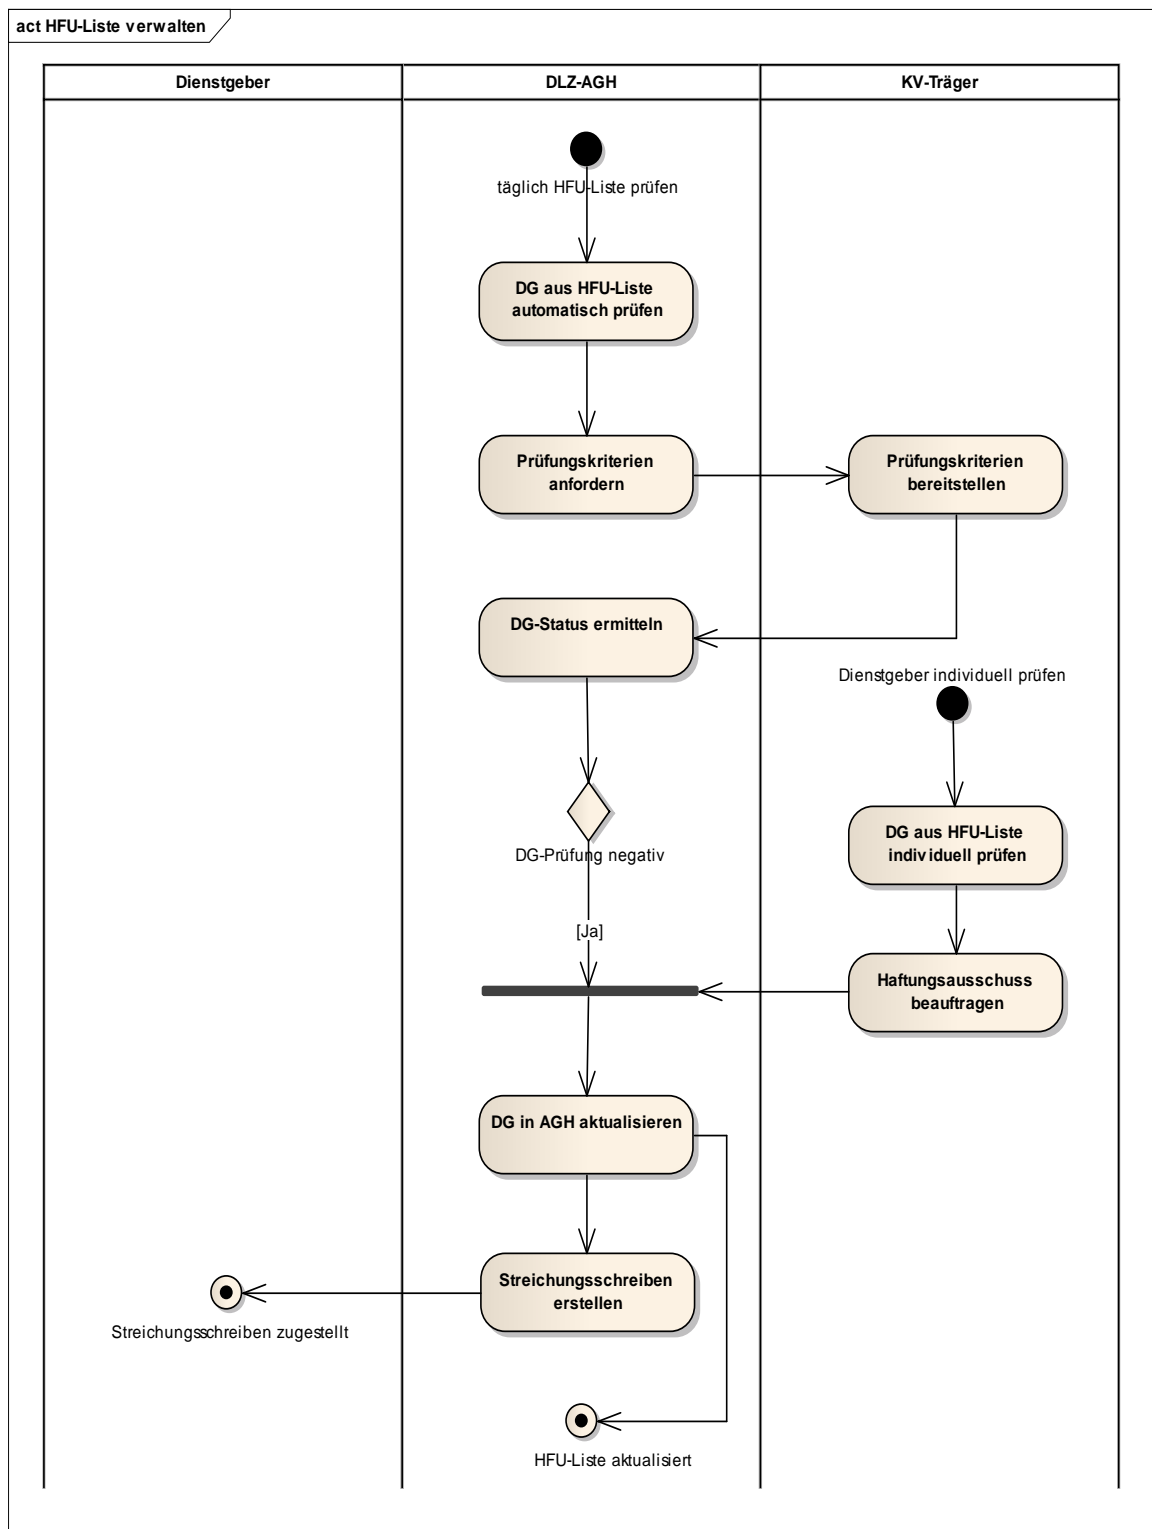 act HFU-Liste verwalten
Dienstgeber
DLZ-AGH
KV-Träger
täglich HFU-Liste prüfen
DG aus HFU-Liste
automatisch prüfen
Prüfungskriterien
anfordern
Prüfungskriterien
bereitstellen
DG-Status ermitteln
Dienstgeber individuell prüfen
DG aus HFU-Liste
individuell prüfen
DG-Prüfung negativ
[Ja]
Haftungsausschuss
beauftragen
DG in AGH aktualisieren
Streichungsschreiben
erstellen
Streichungsschreiben zugestellt
HFU-Liste aktualisiert